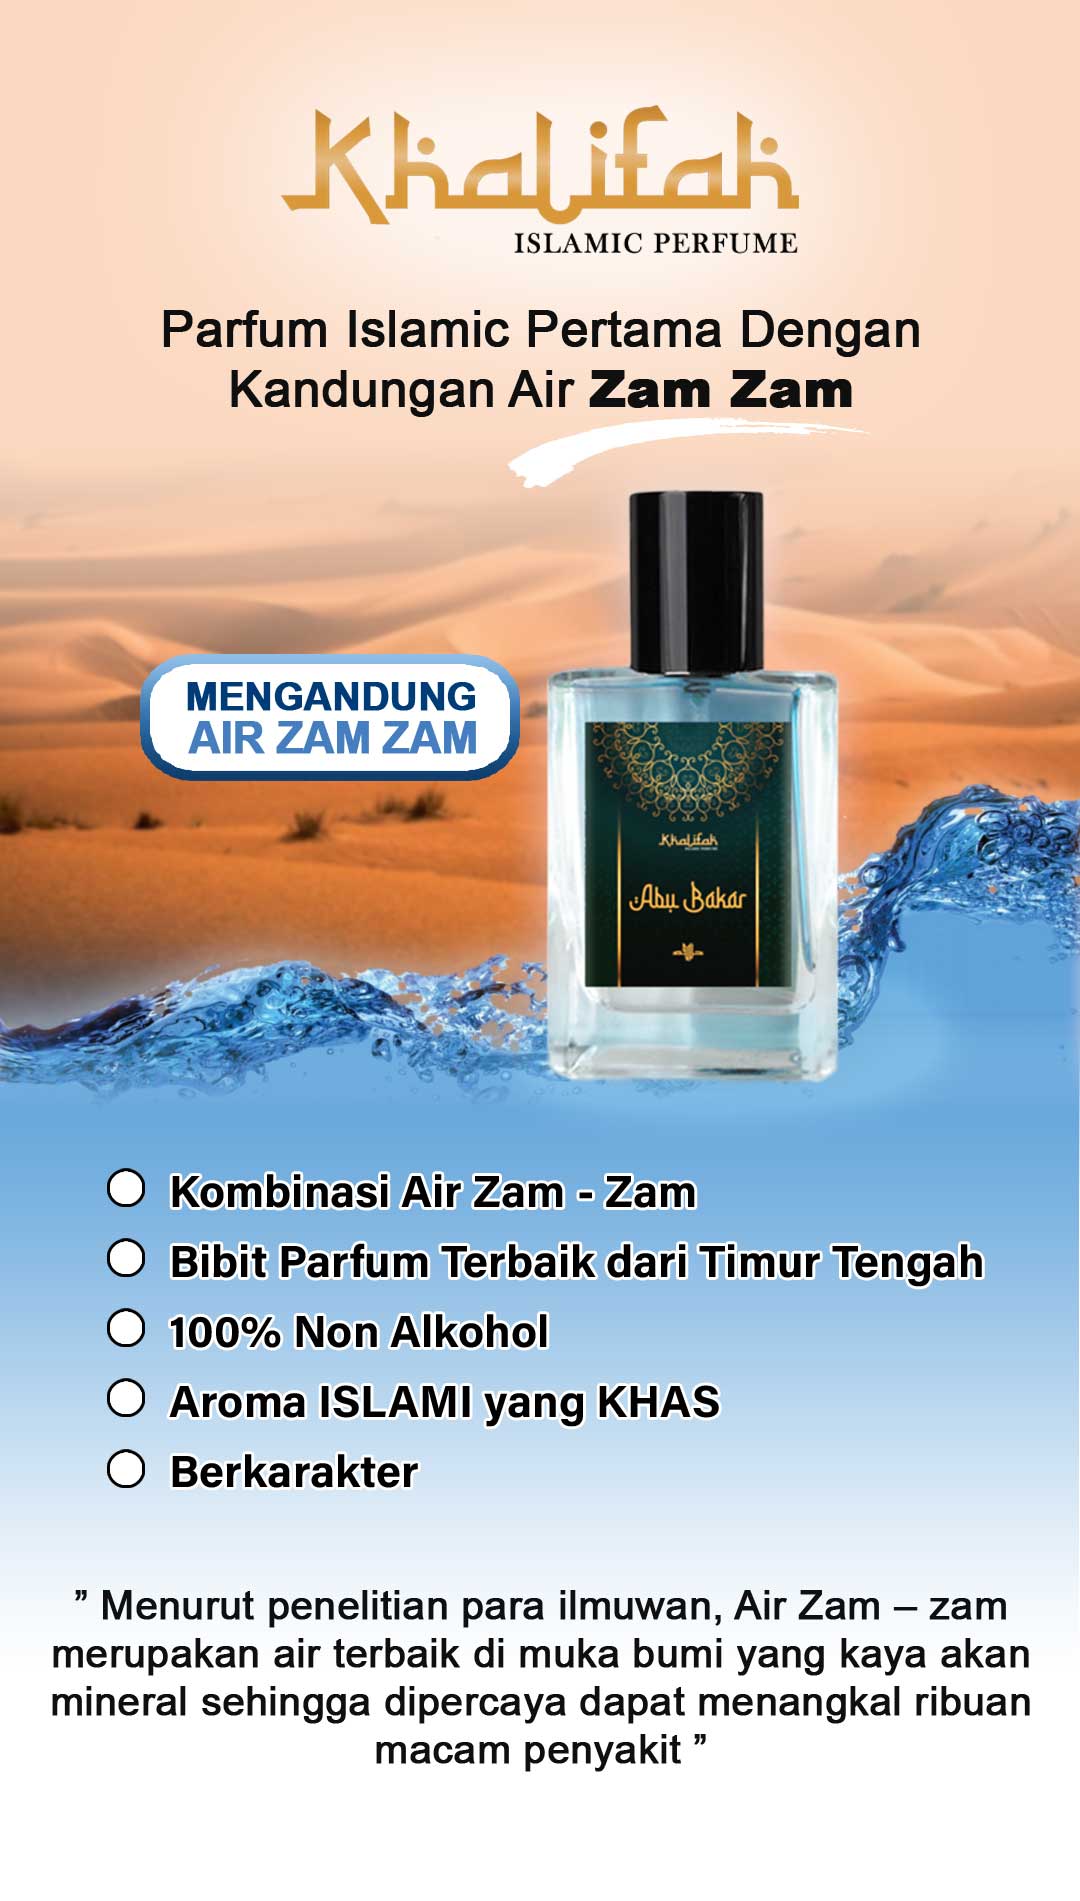 Khalifah
ISLAMIC PERFUME
Parfum Islamic Pertama Dengan
Kandungan Air Zam Zam
MENGANDUNG
AIR ZAM ZAM
Khalifah
ISLAMIC PERFUME
Abu Bakar
Kombinasi Air Zam - Zam
Bibit Parfum Terbaik dari Timur Tengah
100% Non Alkohol
Aroma ISLAMI yang KHAS
Berkarakter
” Menurut penelitian para ilmuwan, Air Zam – zam
merupakan air terbaik di muka bumi yang kaya akan
mineral sehingga dipercaya dapat menangkal ribuan
macam penyakit ”